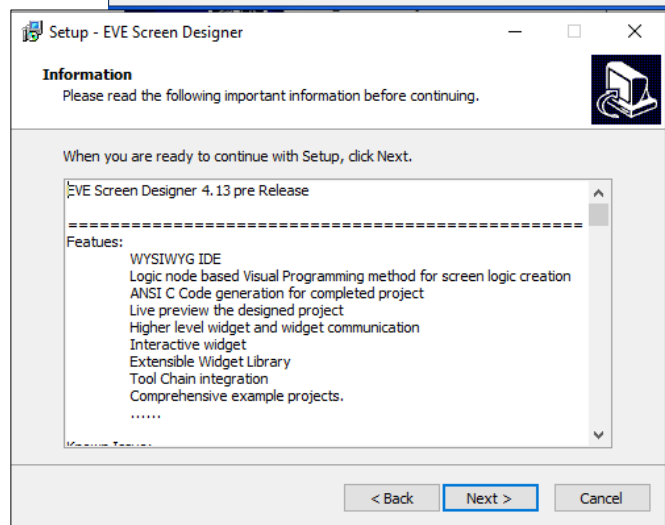 Setup - EVE Screen Designer
Information
Please read the following important information before continuing.
When you are ready to continue with Setup, click Next.
EVE Screen Designer 4.13 pre Release
==================================================
Featues:
WYSIWYG IDE
Logic node based Visual Programming method for screen logic creation
ANSI C Code generation for completed project
Live preview the designed project
Higher level widget and widget communication
Interactive widget
Extensible Widget Library
Tool Chain integration
Comprehensive example projects.
......
Known Issue:
< Back
Next >
Cancel